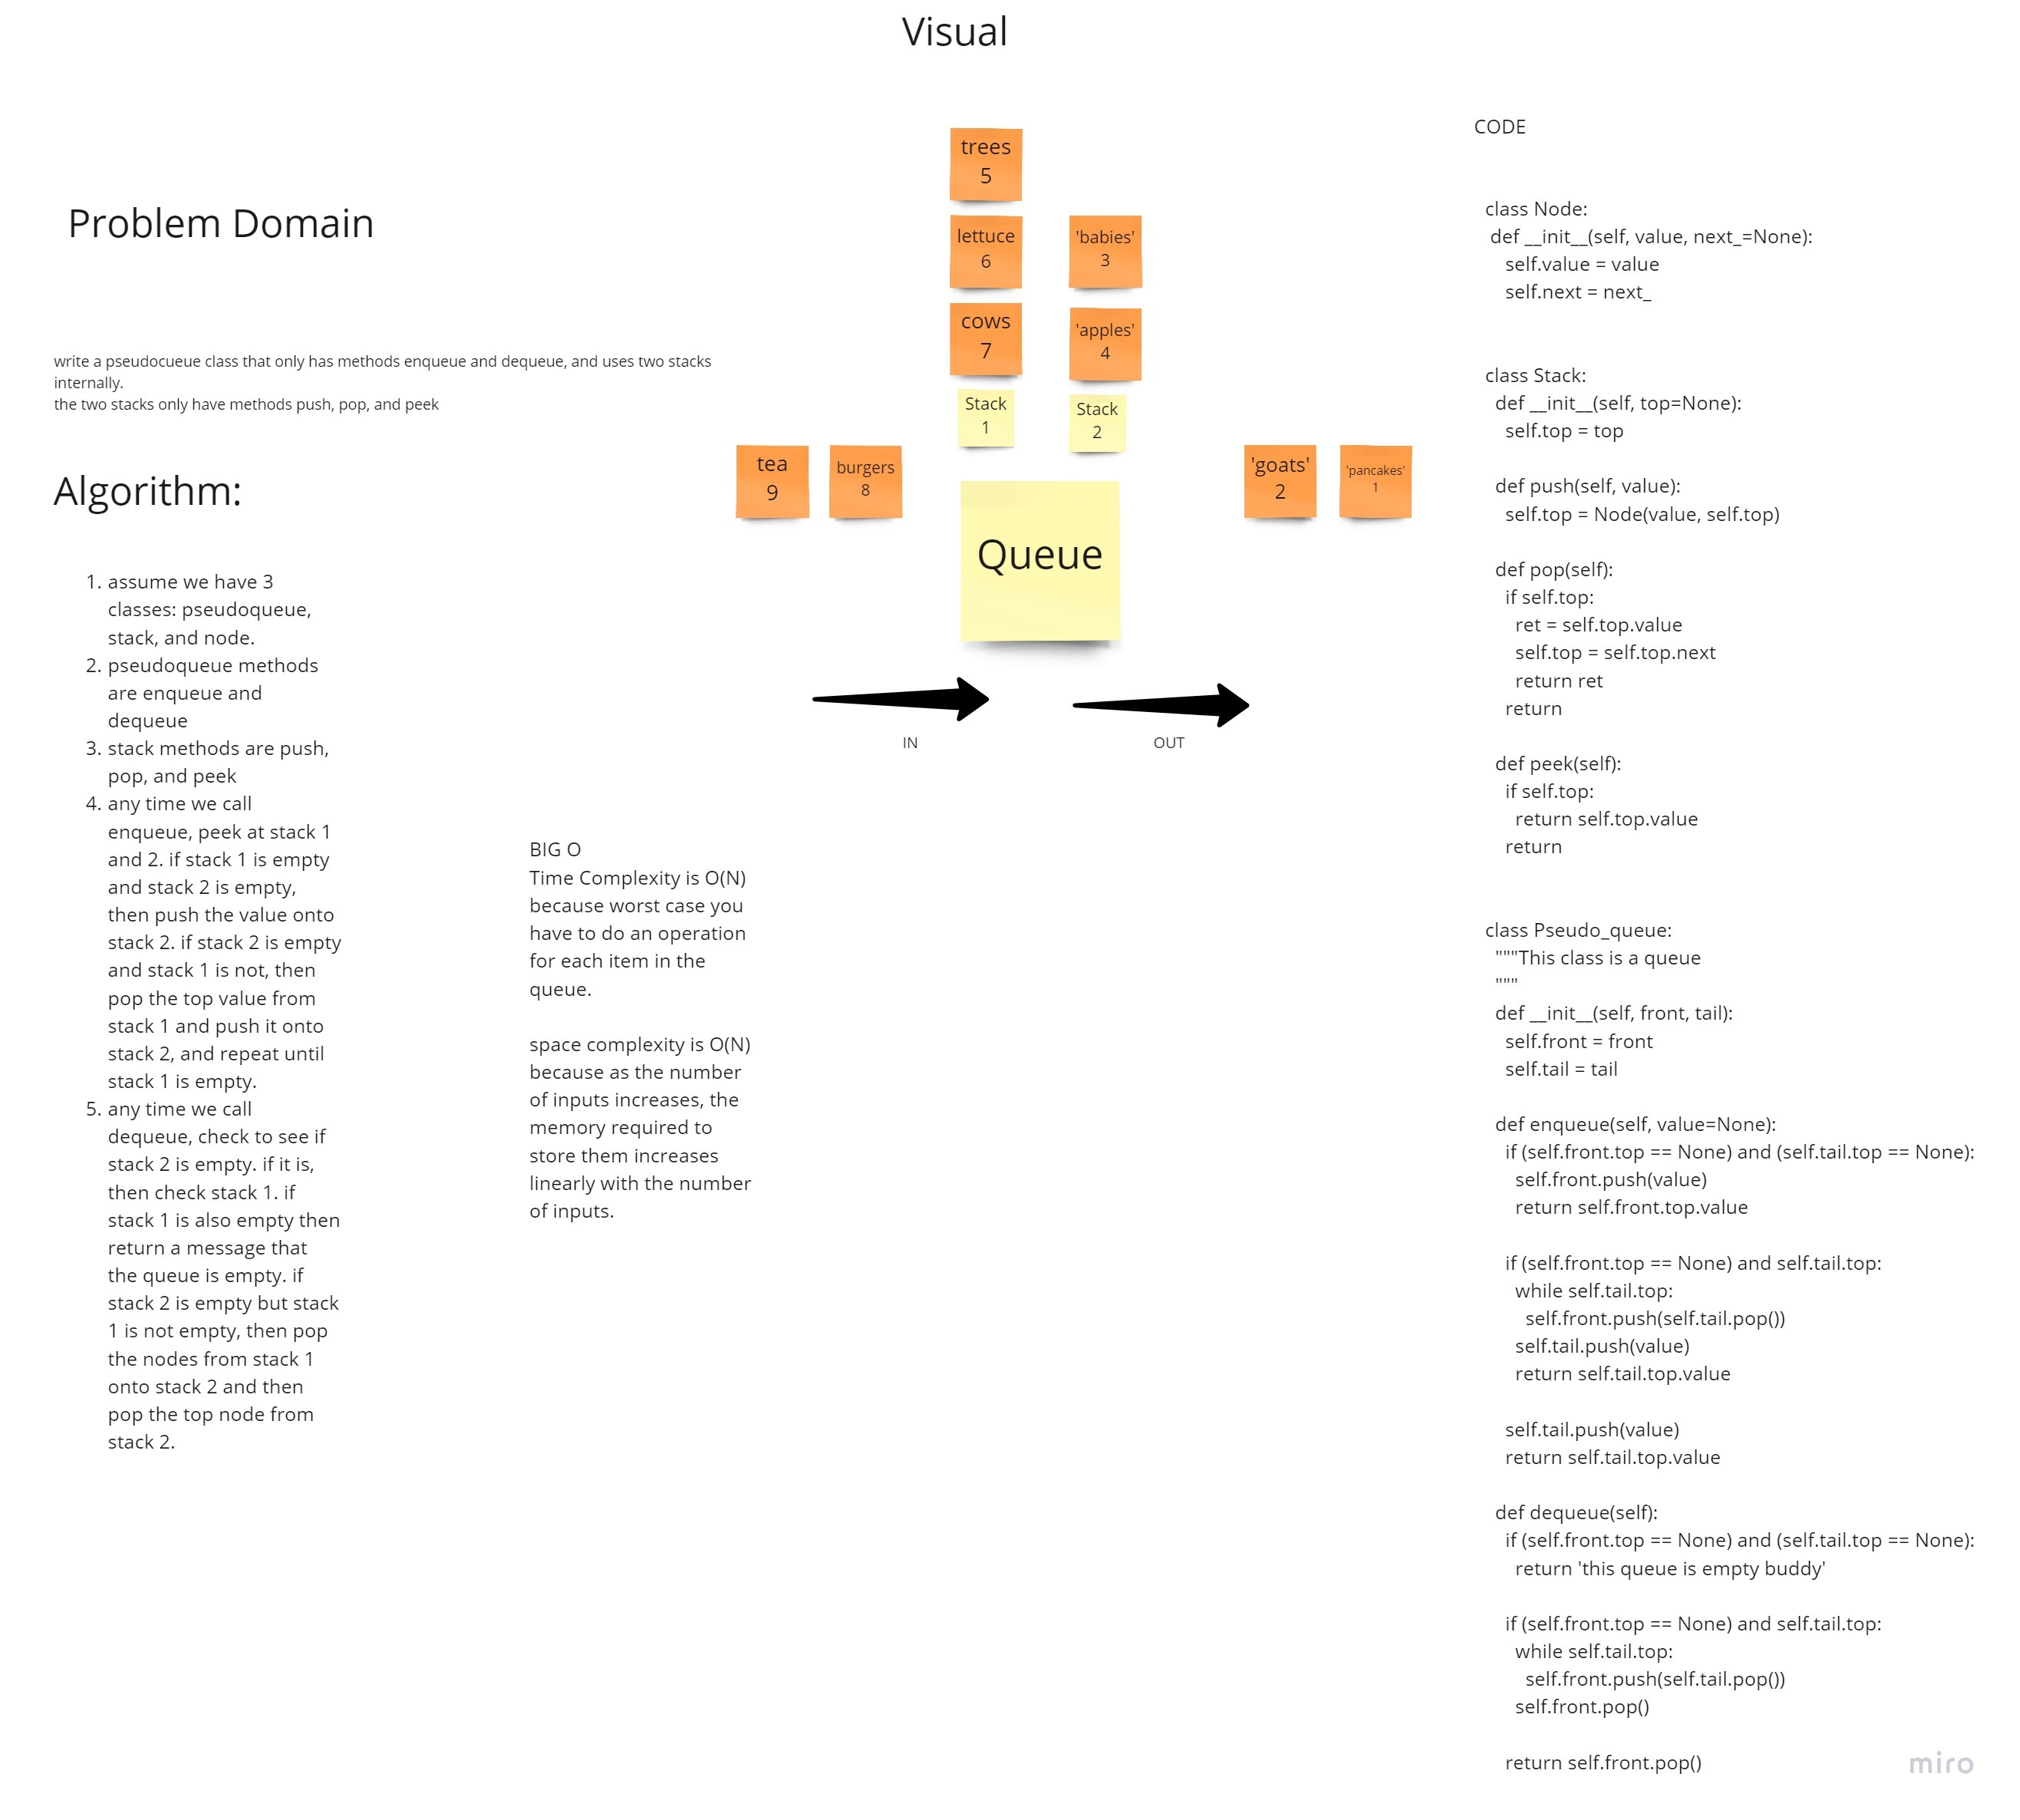 Visual
Problem Domain
write a pseudocueue class that only has methods enqueue and dequeue, and uses two stacks
internally.
the two stacks only have methods push, pop, and peek
Algorithm:
1. assume we have 3
classes: pseudoqueue,
stack, and node.
2. pseudoqueue methods
are enqueue and
dequeue
3. stack methods are push,
pop, and peek
4. any time we call
enqueue, peek at stack 1
and 2. if stack 1 is empty
and stack 2 is empty,
then push the value onto
stack 2. if stack 2 is empty
and stack 1 is not, then
pop the top value from
stack 1 and push it onto
stack 2, and repeat until
stack 1 is empty.
5. any time we call
dequeue, check to see if
stack 2 is empty. if it is,
then check stack 1. if
stack 1 is also empty then
return a message that
the queue is empty. if
stack 2 is empty but stack
1 is not empty, then pop
the nodes from stack 1
onto stack 2 and then
pop the top node from
stack 2.
trees
5
lettuce
6
cows
7
Stack
1
'babies'
3
'apples'
4
Stack
2
tea
9
burgers
8
'goats'
2
'pancakes'
1
Queue
IN
OUT
BIG O
Time Complexity is O(N)
because worst case you
have to do an operation
for each item in the
queue.
space complexity is O(N)
because as the number
of inputs increases, the
memory required to
store them increases
linearly with the number
of inputs.
CODE
class Node:
def __init__(self, value, next_=None):
self.value = value
self.next = next_
class Stack:
def __init__(self, top=None):
self.top = top
def push(self, value):
self.top = Node(value, self.top)
def pop(self):
if self.top:
ret = self.top.value
self.top = self.top.next
return ret
return
def peek(self):
if self.top:
return self.top.value
return
class Pseudo_queue:
"""This class is a queue
"""
def __init__(self, front, tail):
self.front = front
self.tail = tail
def enqueue(self, value=None):
if (self.front.top == None) and (self.tail.top == None):
self.front.push(value)
return self.front.top.value
if (self.front.top == None) and self.tail.top:
while self.tail.top:
self.front.push(self.tail.pop())
self.tail.push(value)
return self.tail.top.value
self.tail.push(value)
return self.tail.top.value
def dequeue(self):
if (self.front.top == None) and (self.tail.top == None):
return 'this queue is empty buddy'
if (self.front.top == None) and self.tail.top:
while self.tail.top:
self.front.push(self.tail.pop())
self.front.pop()
return self.front.pop()
miro